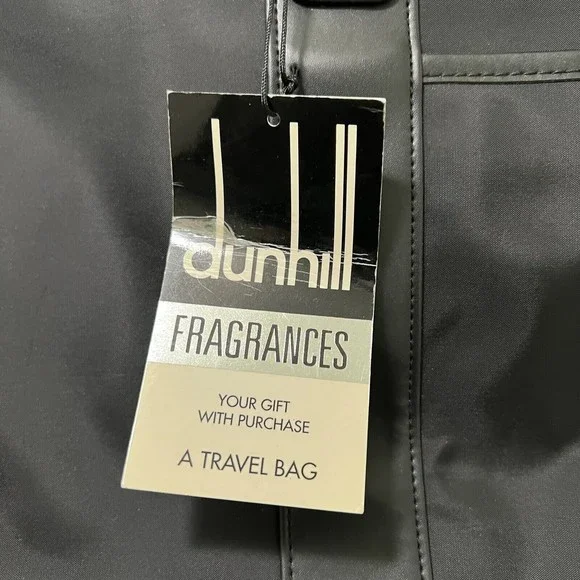 dunhill
FRAGRANCES
YOUR GIFT
WITH PURCHASE
A TRAVEL BAG